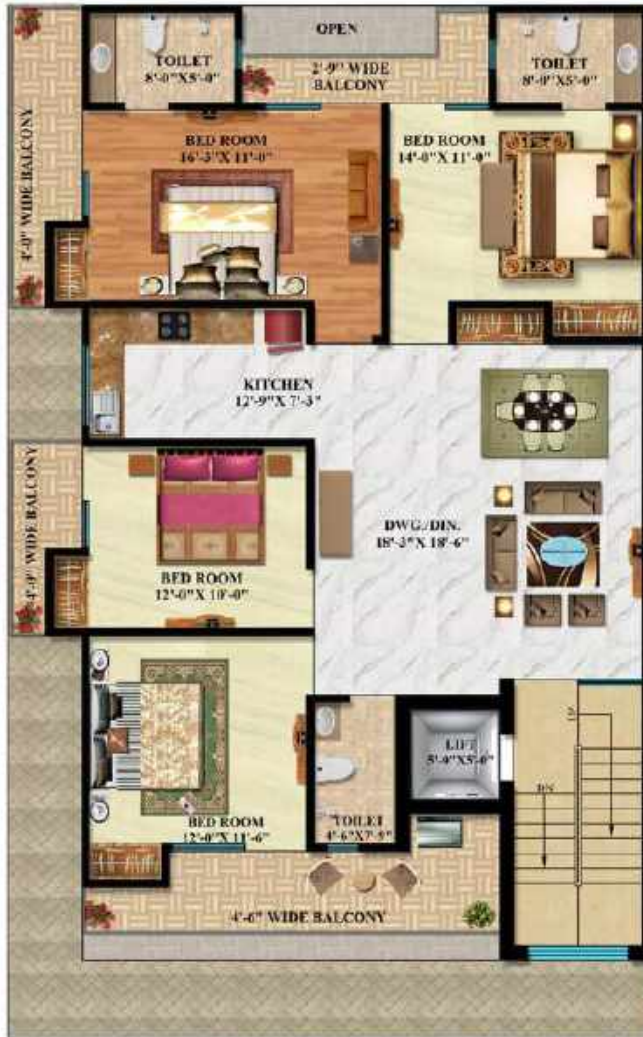 OPEN
TOILET
8'-0"X5'-0"
2'-9" WIDE
BALCONY
TOILET
8'-0"X5'-0"
4'-0" WIDE BALCONY
BED ROOM
16'-3"X 11'-0"
BED ROOM
14'-0"X 11'-0"
KITCHEN
12'-9"X 7'-3"
4'-0" WIDE BALCONY
DWG./DIN.
18'-3"X 18'-6"
BED ROOM
12'-0"X 10'-0"
UP
LIFT
5'-0"X5'-0"
DN
BED ROOM
12'-0"X 11'-6"
TOILET
4'-6"X7'-9"
4'-6" WIDE BALCONY